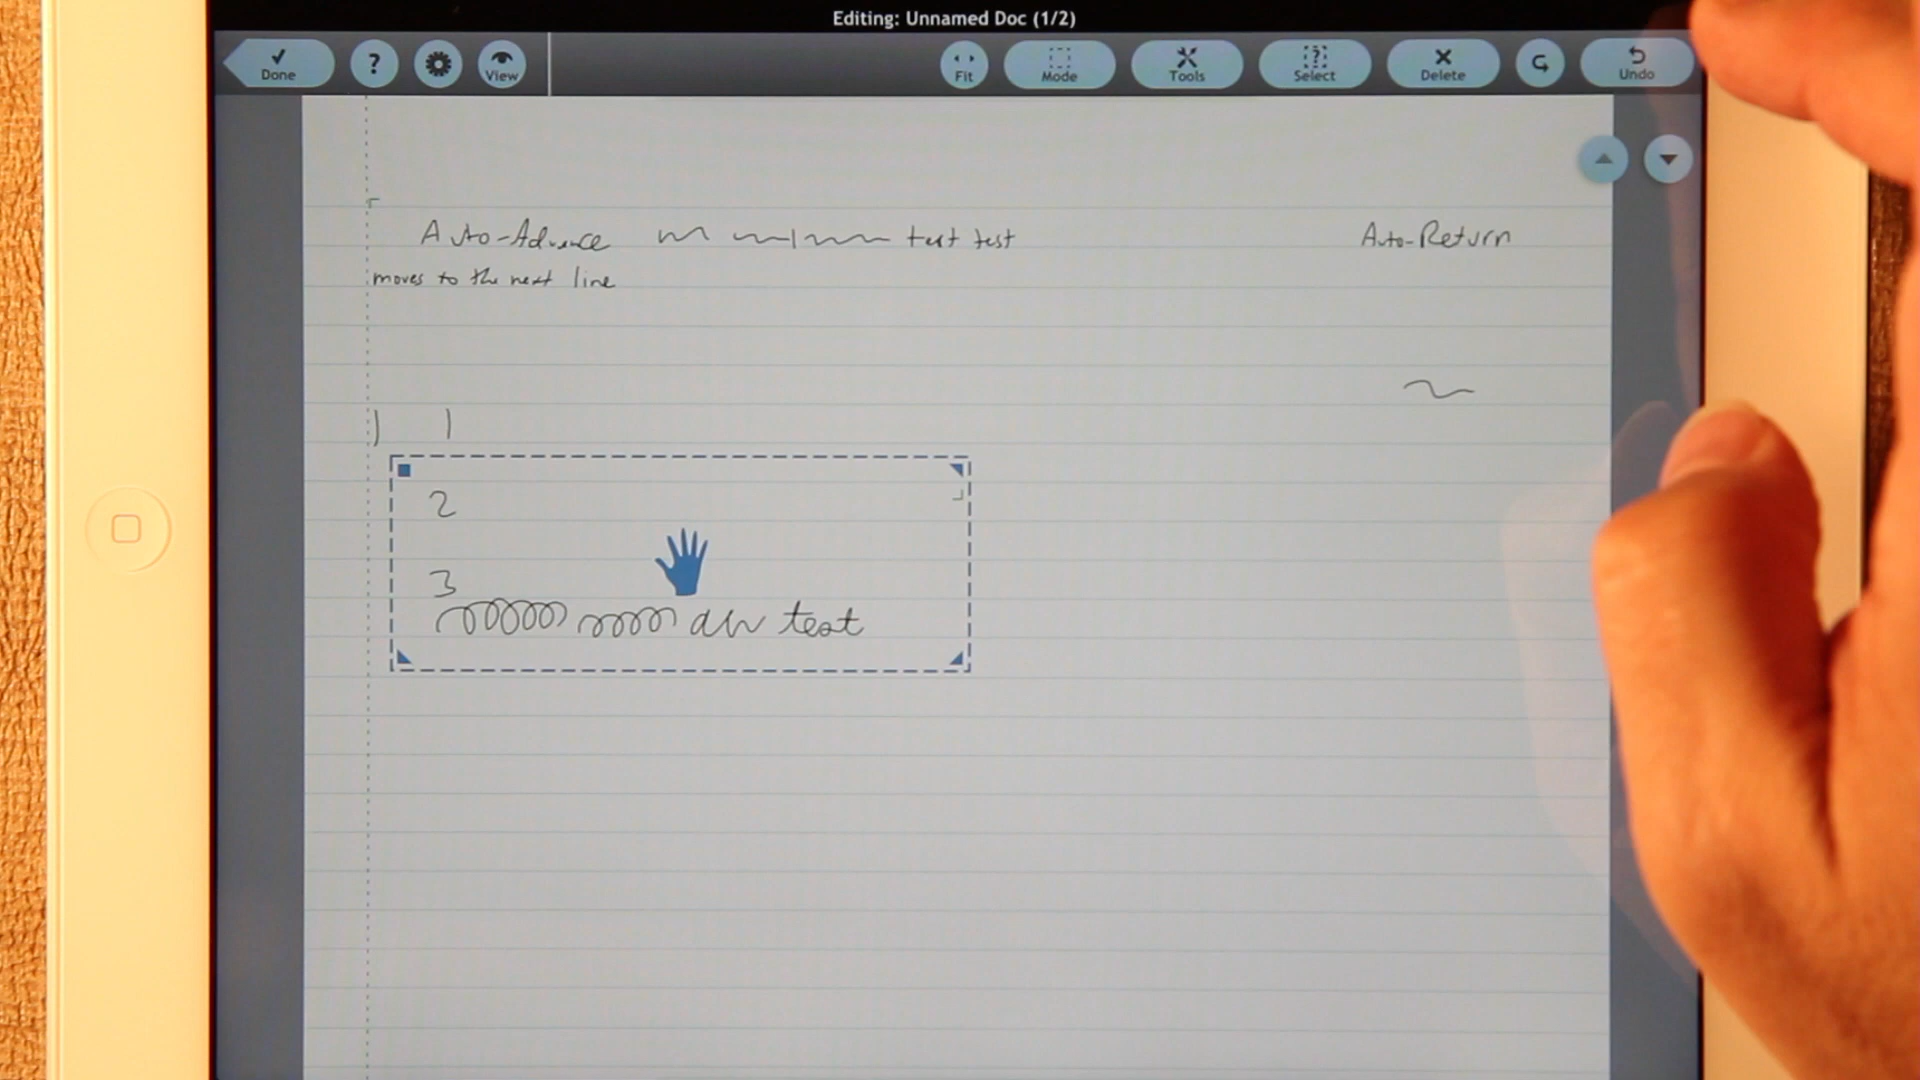 Editing: Unnamed Doc (1/2)
Done ? View Fit Mode Tools [?] Select Delete Undo
Auto-Advance test test Auto-Return
moves to the next line
1 1
2
3
test